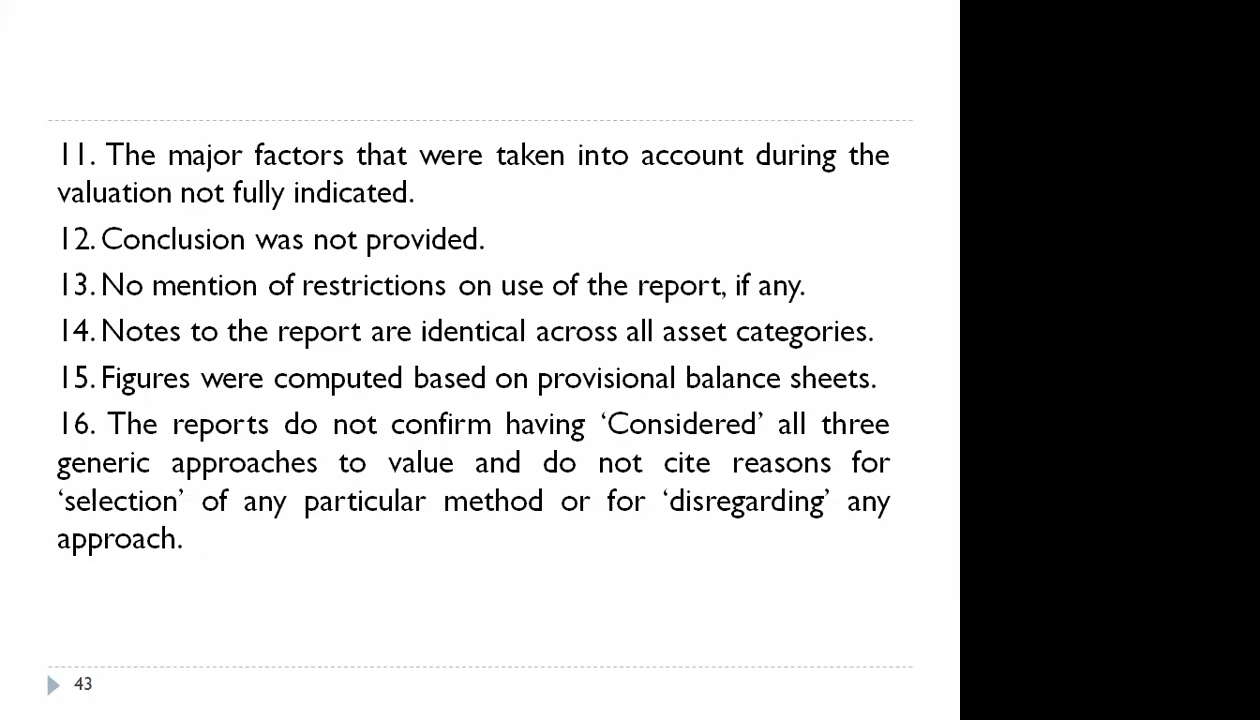 11. The major factors that were taken into account during the
valuation not fully indicated.
12. Conclusion was not provided.
13. No mention of restrictions on use of the report, if any.
14. Notes to the report are identical across all asset categories.
15. Figures were computed based on provisional balance sheets.
16. The reports do not confirm having ‘Considered’ all three
generic approaches to value and do not cite reasons for
‘selection’ of any particular method or for ‘disregarding’ any
approach.
43